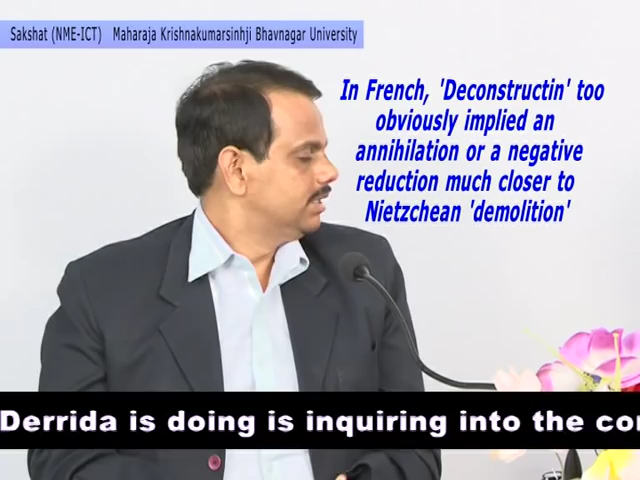 Sakshat (NME-ICT) Maharaja Krishnakumarsinhji Bhavnagar University
In French, 'Deconstructin' too
obviously implied an
annihilation or a negative
reduction much closer to
Nietzchean 'demolition'
Derrida is doing is inquiring into the